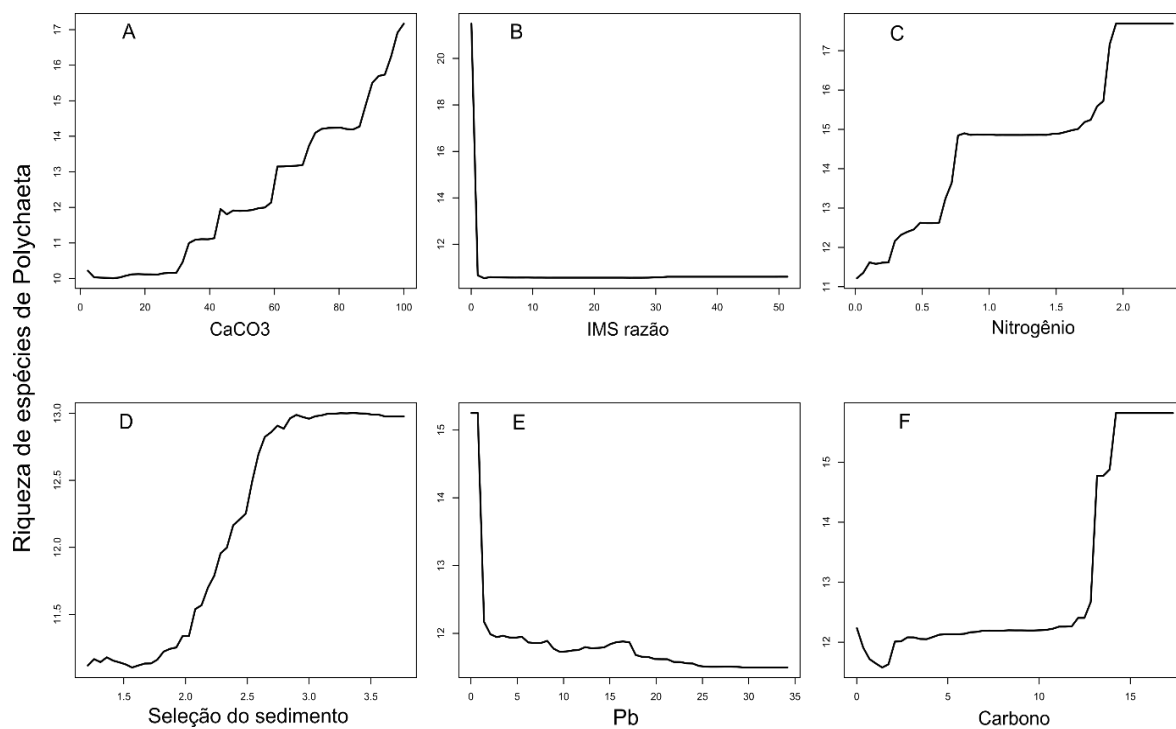 Riqueza de espécies de Polychaeta
A
17
16
15
14
13
12
11
10
0 20 40 60 80 100
CaCO3
B
20
18
16
14
12
0 10 20 30 40 50
IMS razão
C
17
16
15
14
13
12
11
0.0 0.5 1.0 1.5 2.0
Nitrogênio
D
13.0
12.5
12.0
11.5
1.5 2.0 2.5 3.0 3.5
Seleção do sedimento
E
15
14
13
12
0 5 10 15 20 25 30 35
Pb
F
15
14
13
12
0 5 10 15
Carbono